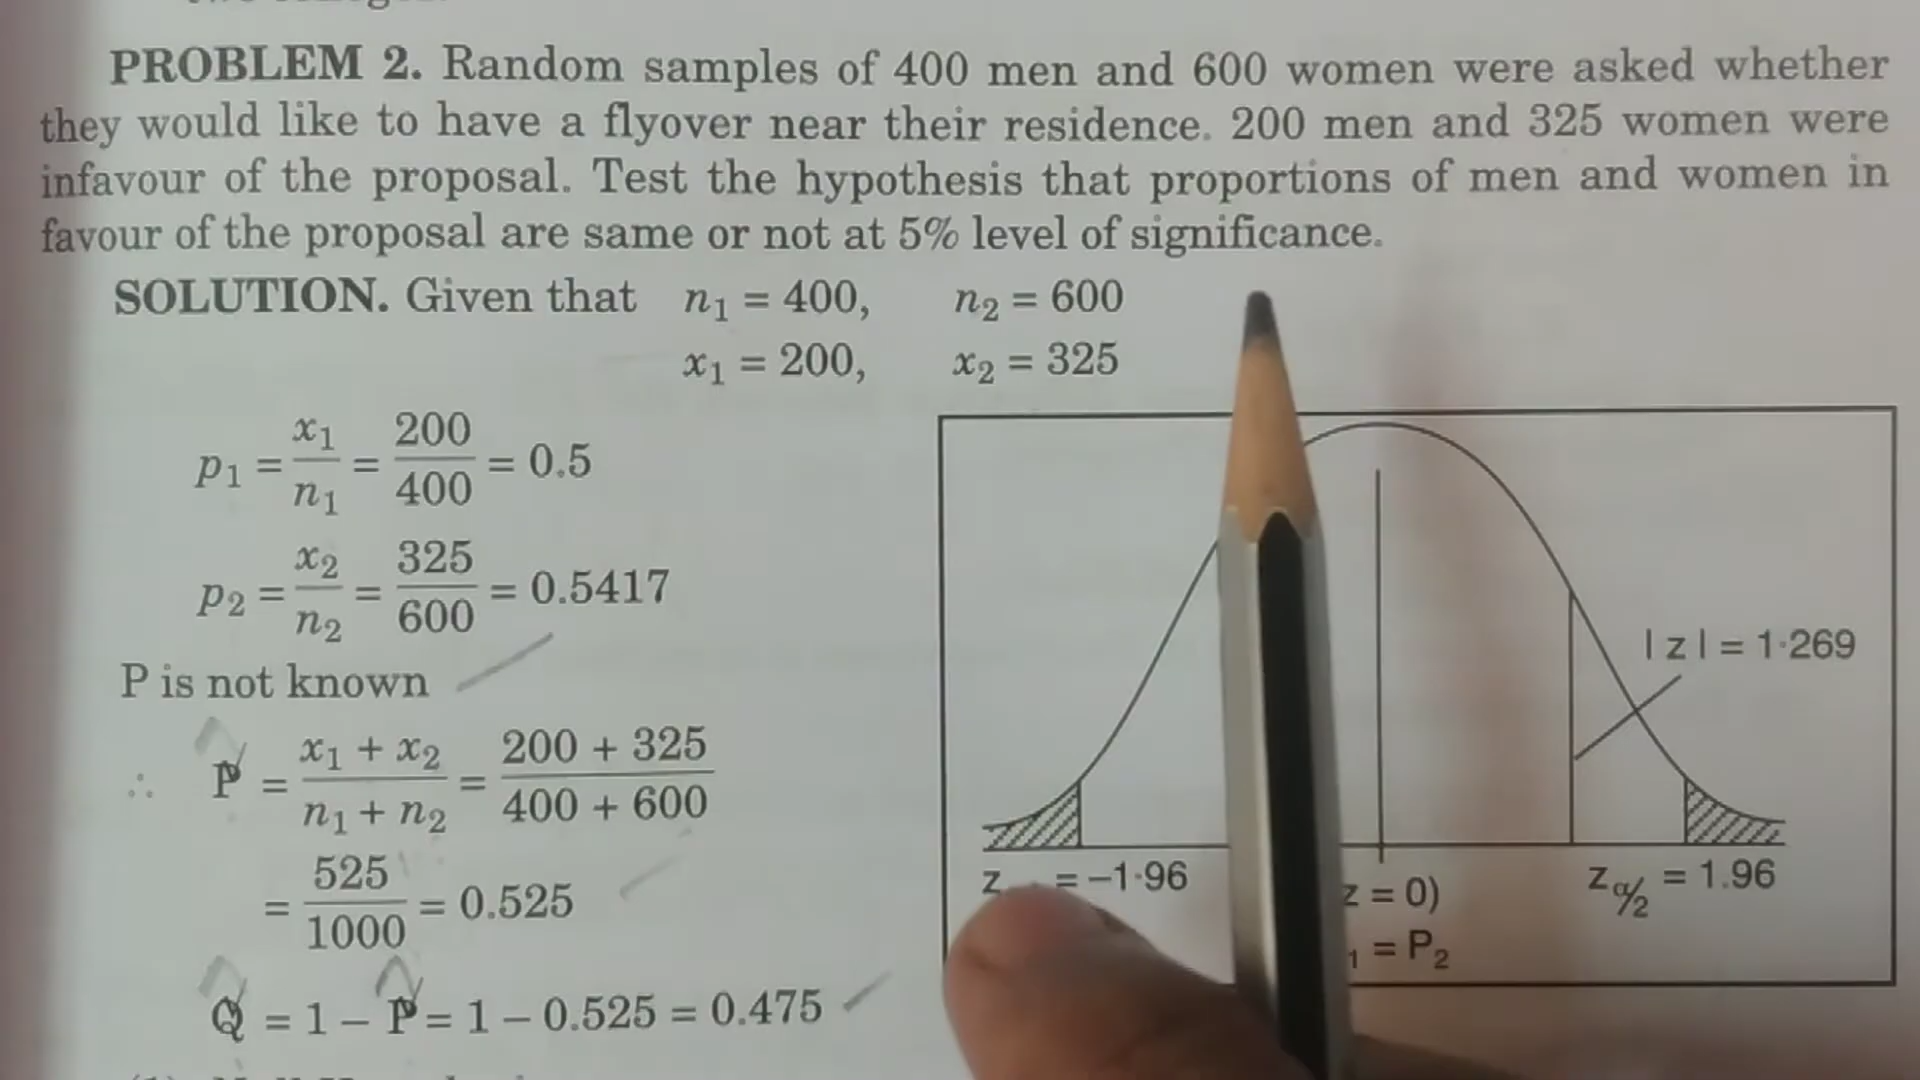 PROBLEM 2. Random samples of 400 men and 600 women were asked whether
they would like to have a flyover near their residence. 200 men and 325 women were
infavour of the proposal. Test the hypothesis that proportions of men and women in
favour of the proposal are same or not at 5% level of significance.
SOLUTION. Given that n₁ = 400, n₂ = 600
x₁ = 200, x₂ = 325
p₁ = x₁/n₁ = 200/400 = 0.5
p₂ = x₂/n₂ = 325/600 = 0.5417
P is not known
∴ P = (x₁ + x₂)/(n₁ + n₂) = (200 + 325)/(400 + 600)
= 525/1000 = 0.525
Q = 1 – P = 1 – 0.525 = 0.475
| z | = 1·269
z = –1·96
z = 0)
₁ = P₂
z α/2 = 1.96